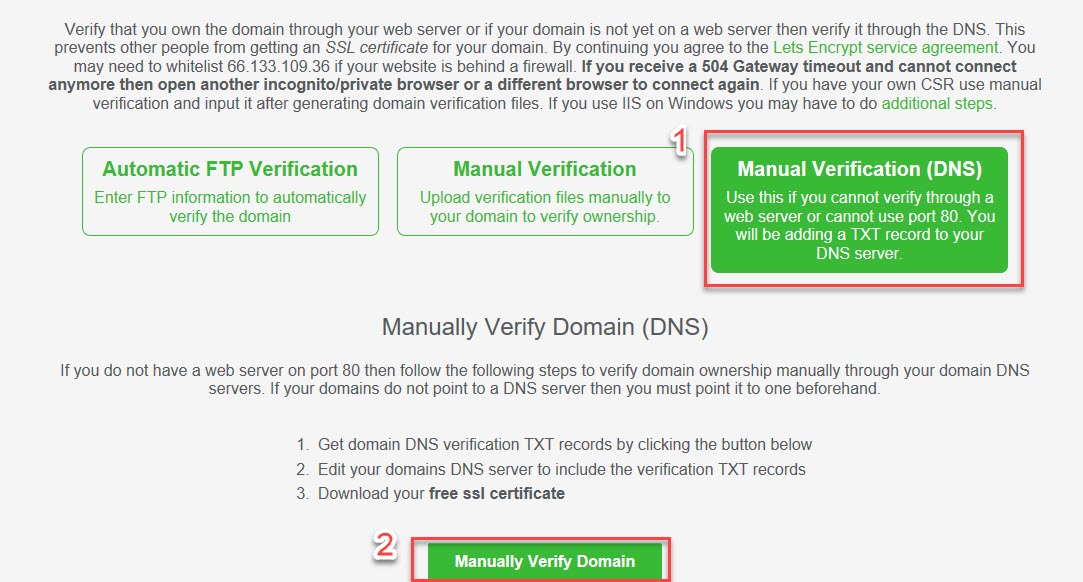 Verify that you own the domain through your web server or if your domain is not yet on a web server then verify it through the DNS. This
prevents other people from getting an SSL certificate for your domain. By continuing you agree to the Lets Encrypt service agreement. You
may need to whitelist 66.133.109.36 if your website is behind a firewall. If you receive a 504 Gateway timeout and cannot connect
anymore then open another incognito/private browser or a different browser to connect again. If you have your own CSR use manual
verification and input it after generating domain verification files. If you use IIS on Windows you may have to do additional steps.
Automatic FTP Verification
Enter FTP information to automatically
verify the domain
Manual Verification
Upload verification files manually to
your domain to verify ownership.
1
Manual Verification (DNS)
Use this if you cannot verify through a
web server or cannot use port 80. You
will be adding a TXT record to your
DNS server.
Manually Verify Domain (DNS)
If you do not have a web server on port 80 then follow the following steps to verify domain ownership manually through your domain DNS
servers. If your domains do not point to a DNS server then you must point it to one beforehand.
1. Get domain DNS verification TXT records by clicking the button below
2. Edit your domains DNS server to include the verification TXT records
3. Download your free ssl certificate
2
Manually Verify Domain